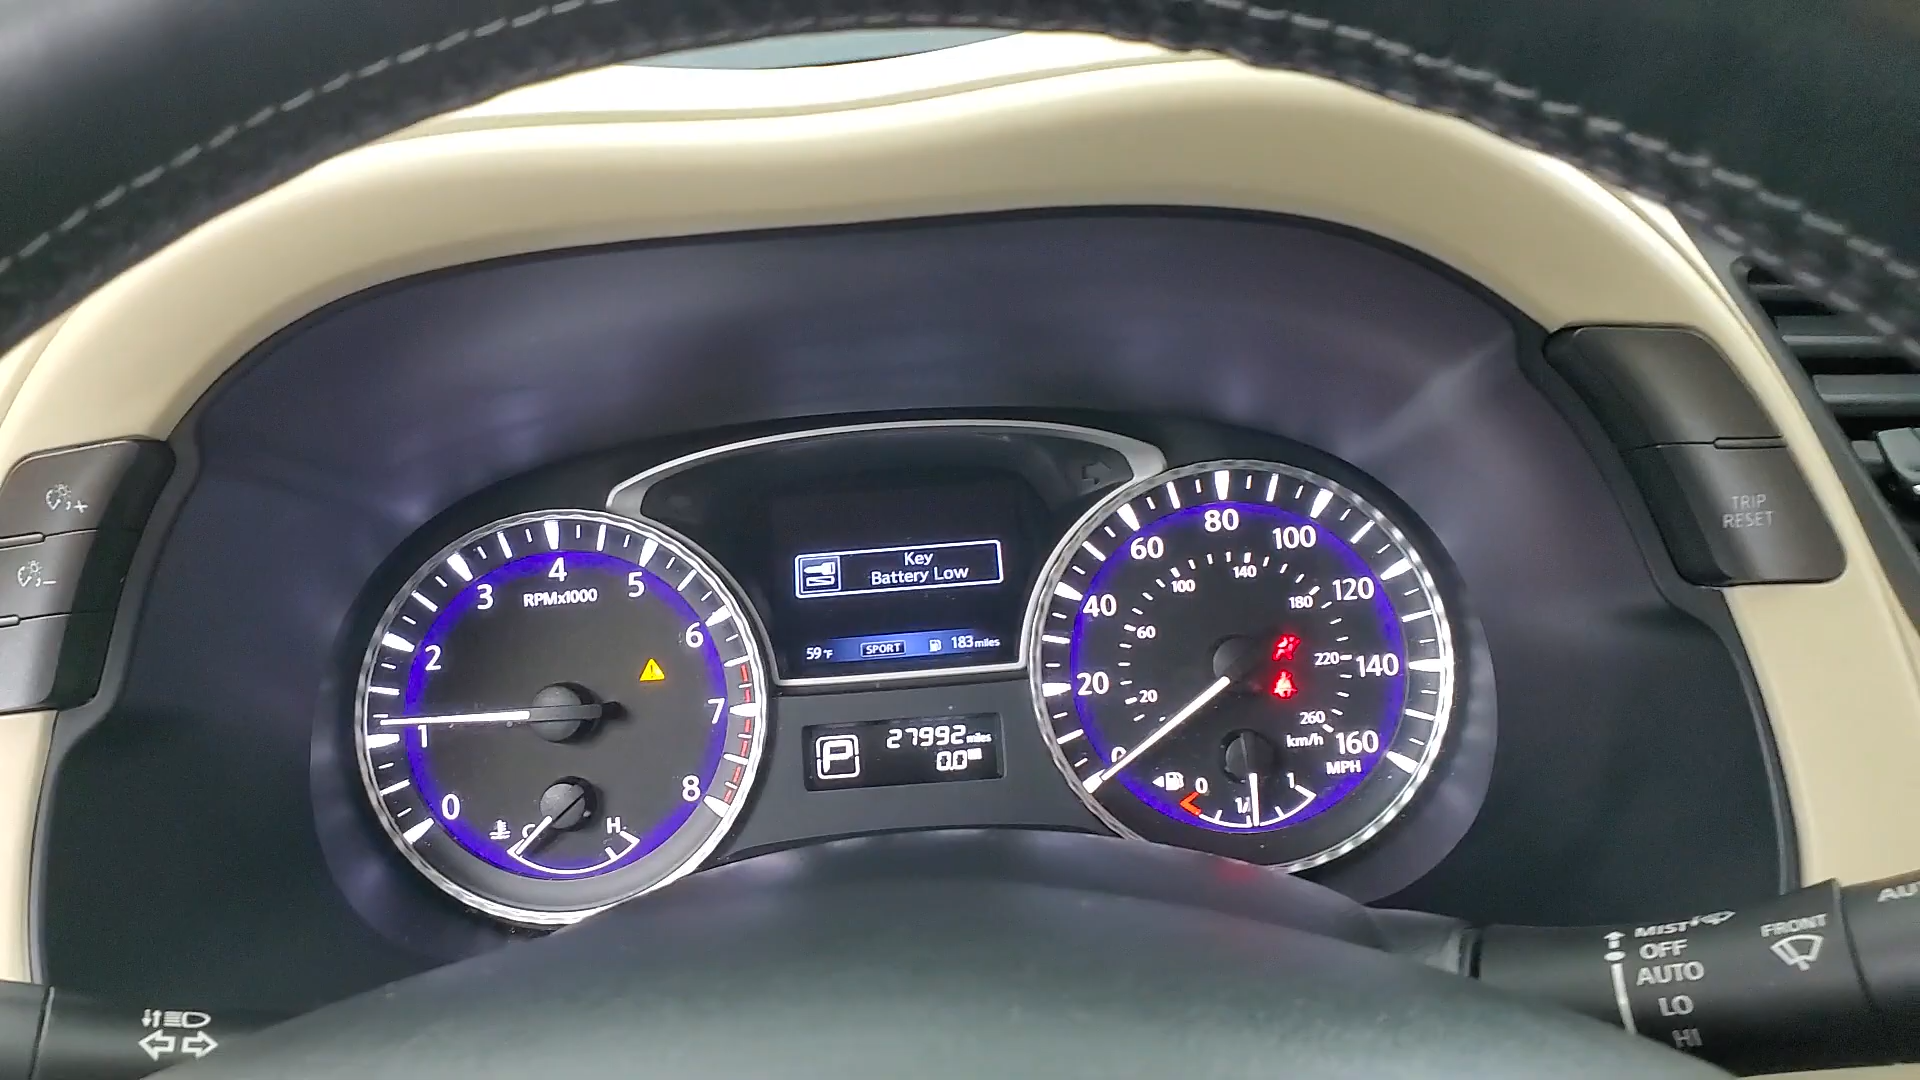 TRIP
RESET
Key
Battery Low
59°F
SPORT
183 miles
P
27992 miles
0.0
0
1
2
3
4
5
6
7
8
RPMx1000
C
H
0
20
40
60
80
100
120
140
160
MPH
20
60
100
140
180
220
260
km/h
0
1
MIST
OFF
AUTO
LO
HI
FRONT